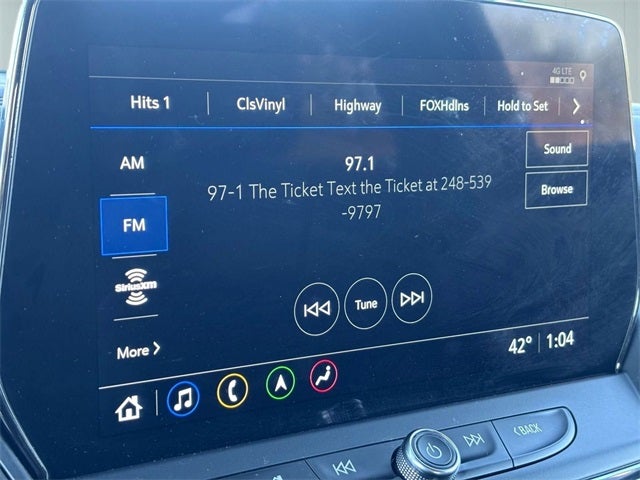 4G LTE
Hits 1 ClsVinyl Highway FOXHdlns Hold to Set
AM 97.1 Sound
97-1 The Ticket Text the Ticket at 248-539
-9797
Browse
FM
SiriusXM
Tune
More
42° 1:04
BACK